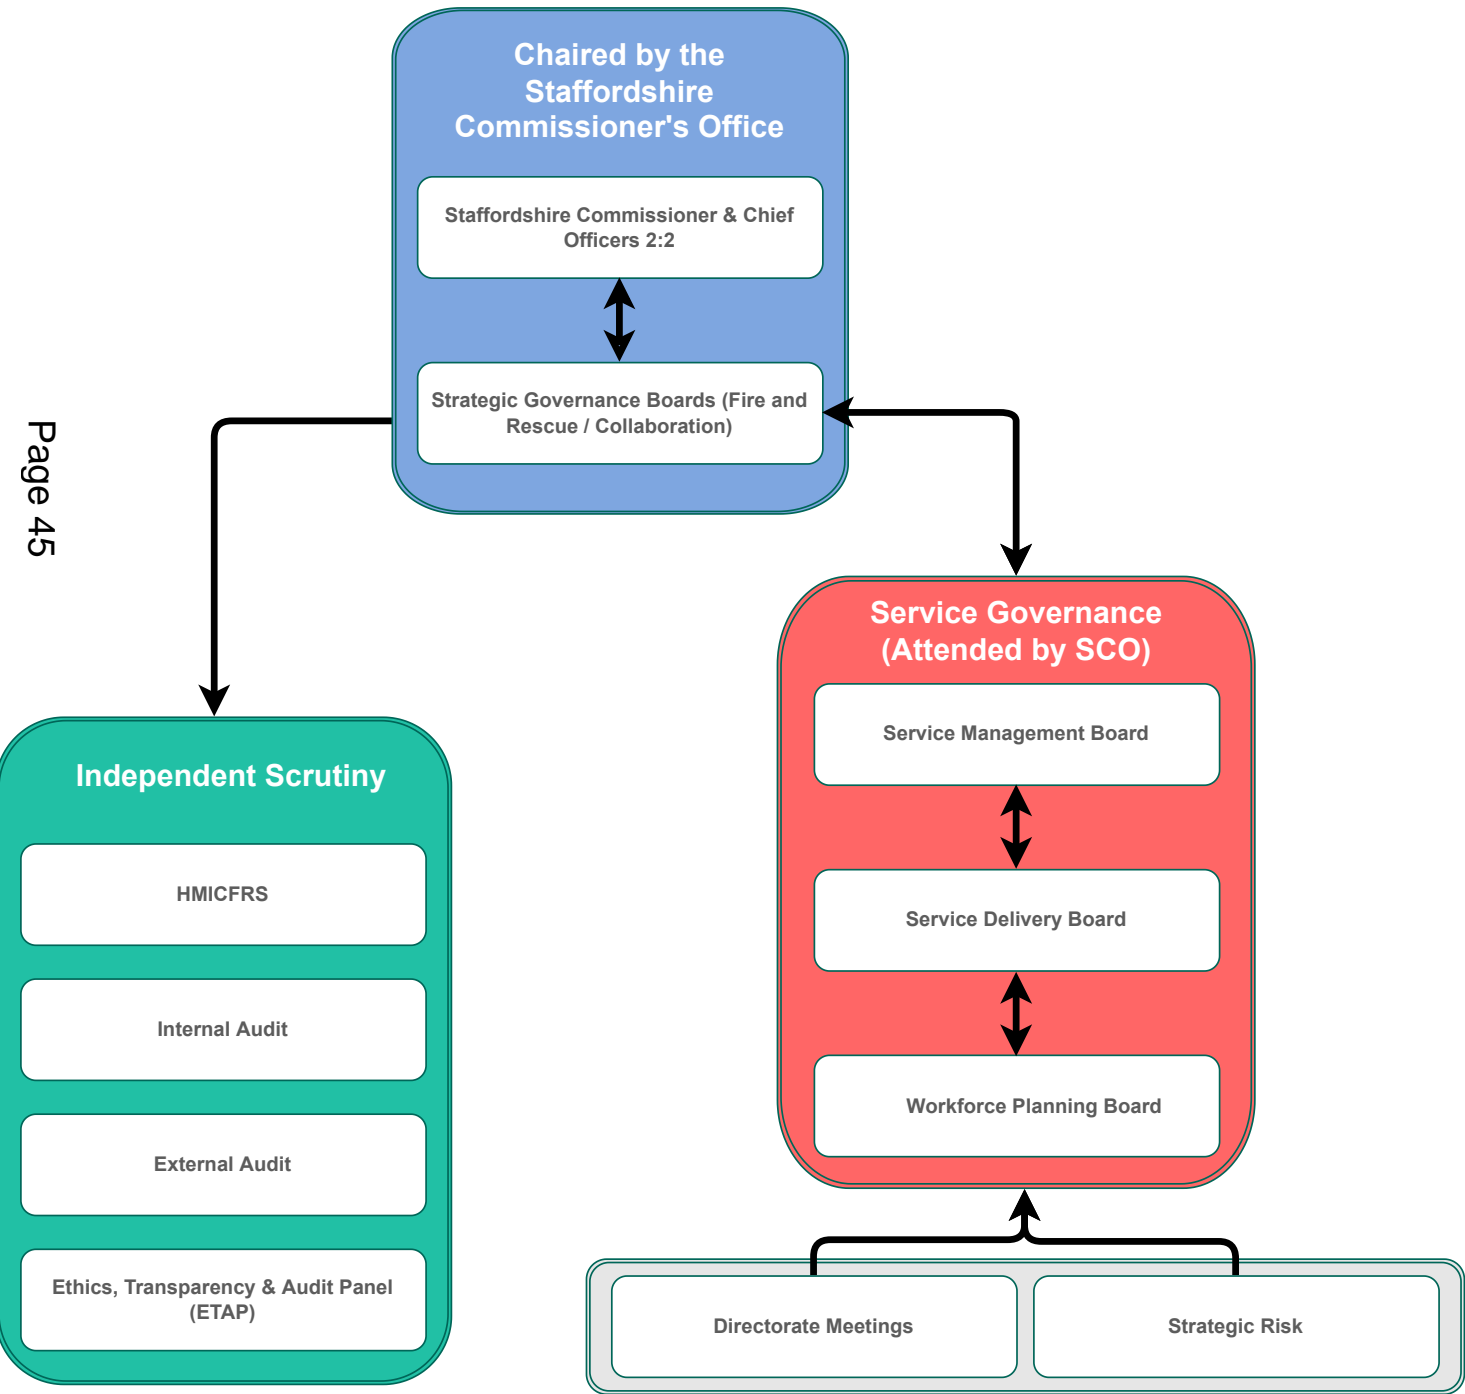 Chaired by the
Staffordshire
Commissioner's Office
Staffordshire Commissioner & Chief
Officers 2:2
Strategic Governance Boards (Fire and
Rescue / Collaboration)
Page 45
Service Governance
(Attended by SCO)
Service Management Board
Service Delivery Board
Workforce Planning Board
Independent Scrutiny
HMICFRS
Internal Audit
External Audit
Ethics, Transparency & Audit Panel
(ETAP)
Directorate Meetings
Strategic Risk